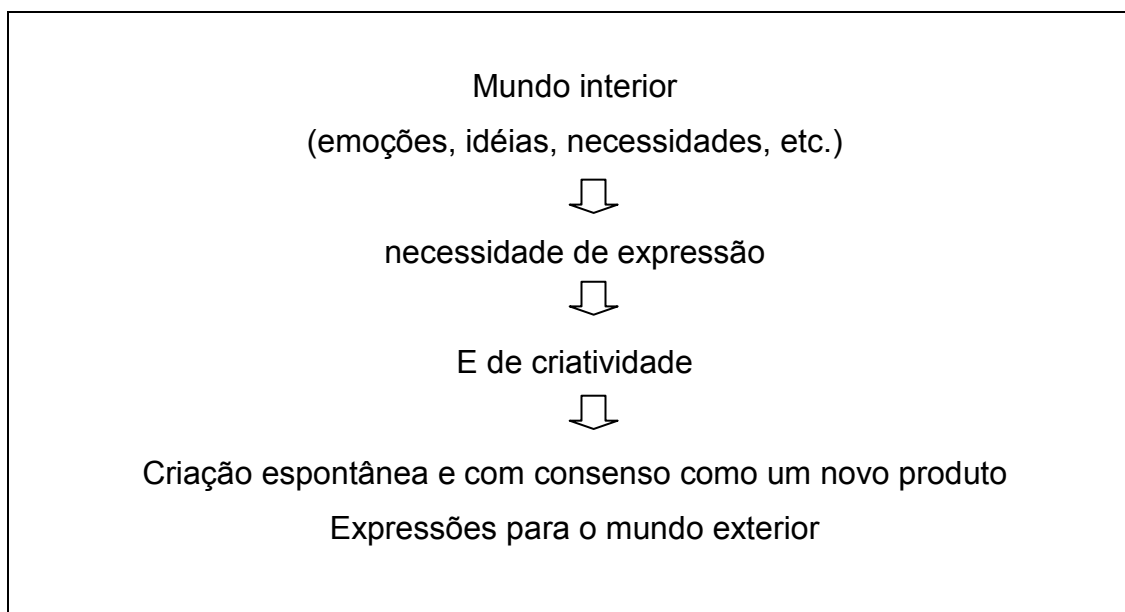 Mundo interior
(emoções, idéias, necessidades, etc.)
necessidade de expressão
E de criatividade
Criação espontânea e com consenso como um novo produto
Expressões para o mundo exterior